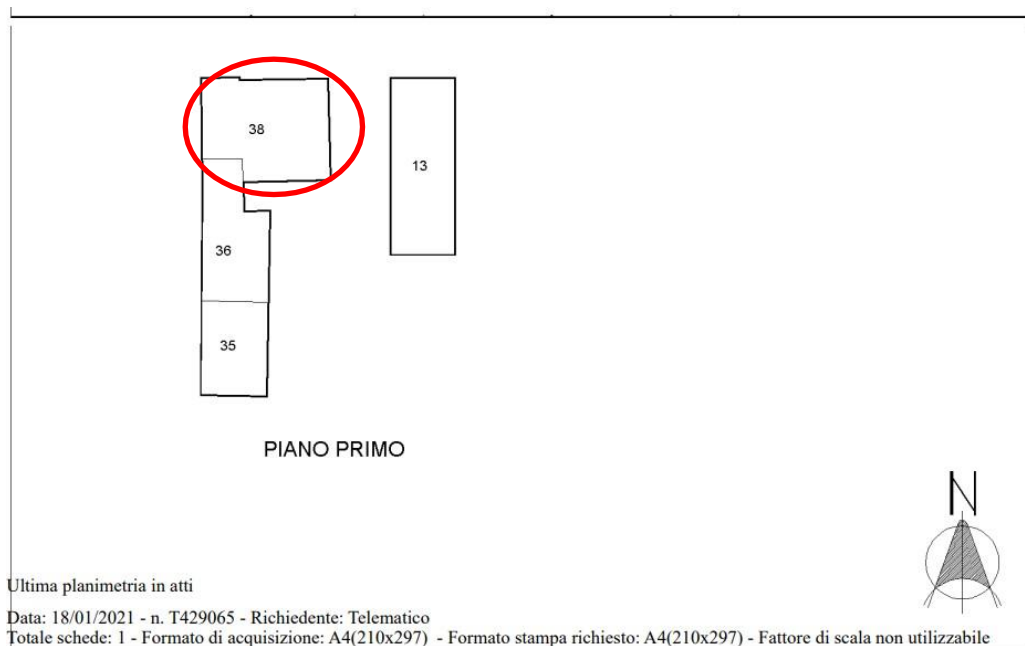 38
13
36
35
PIANO PRIMO
N
Ultima planimetria in atti
Data: 18/01/2021 - n. T429065 - Richiedente: Telematico
Totale schede: 1 - Formato di acquisizione: A4(210x297) - Formato stampa richiesto: A4(210x297) - Fattore di scala non utilizzabile